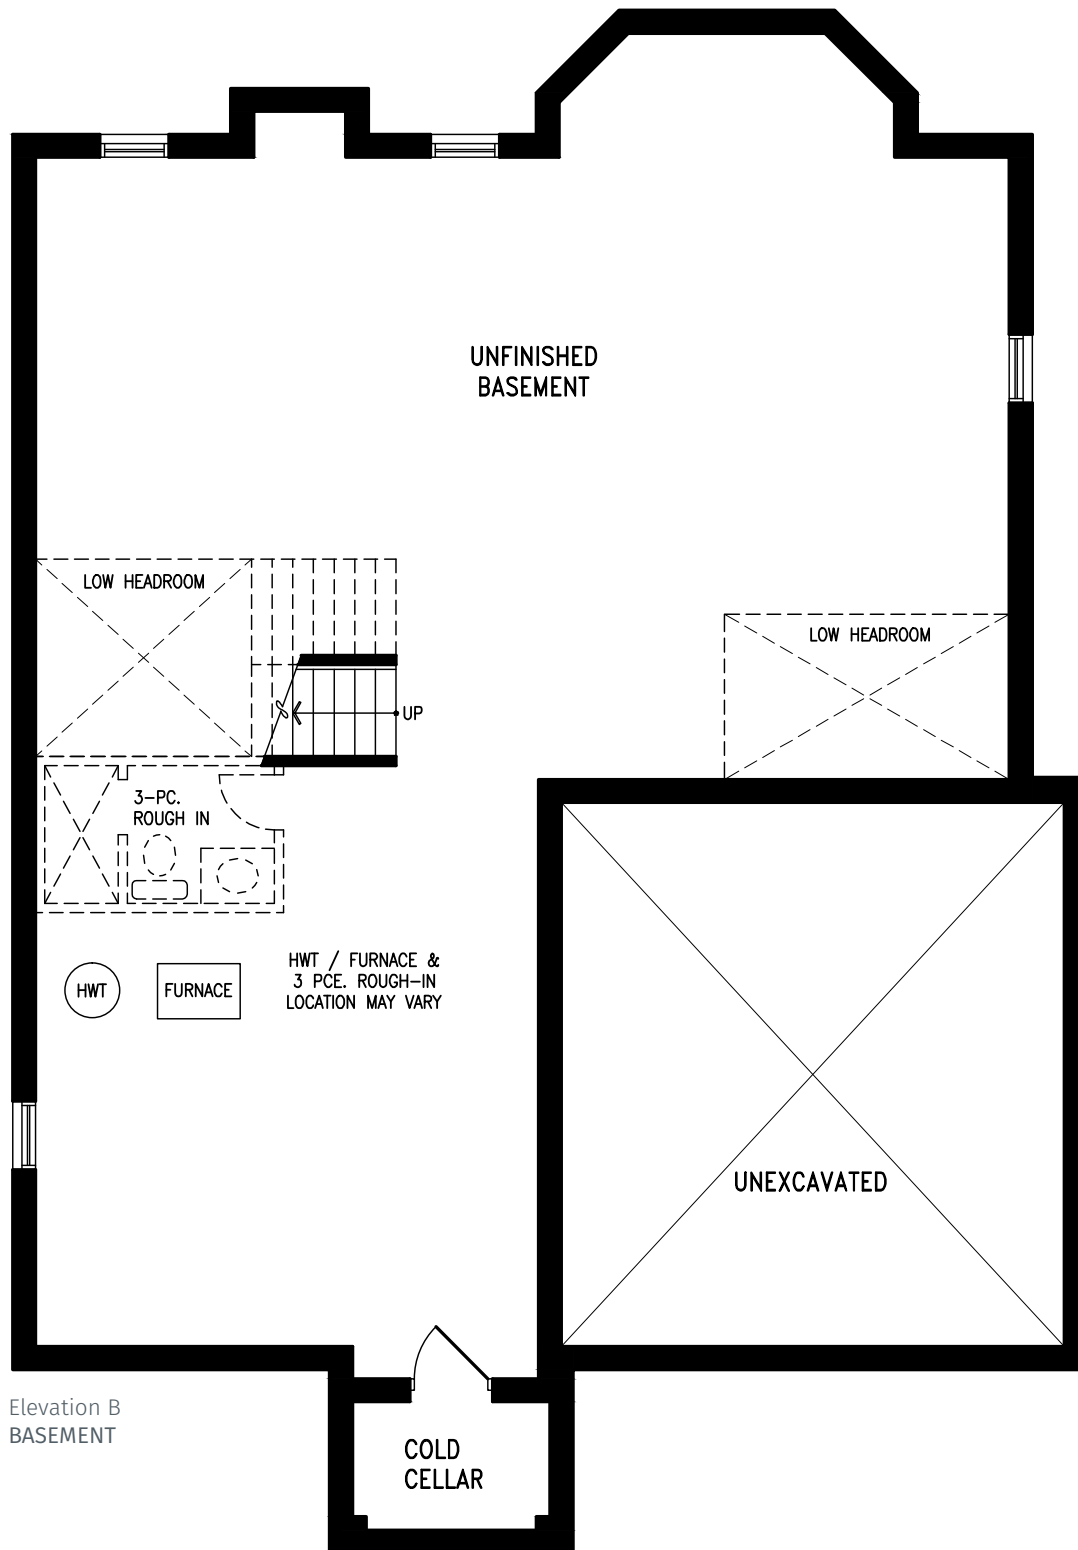 UNFINISHED
BASEMENT
LOW HEADROOM
LOW HEADROOM
UP
3-PC.
ROUGH IN
HWT
FURNACE
HWT / FURNACE &
3 PCE. ROUGH-IN
LOCATION MAY VARY
UNEXCAVATED
Elevation B
BASEMENT
COLD
CELLAR